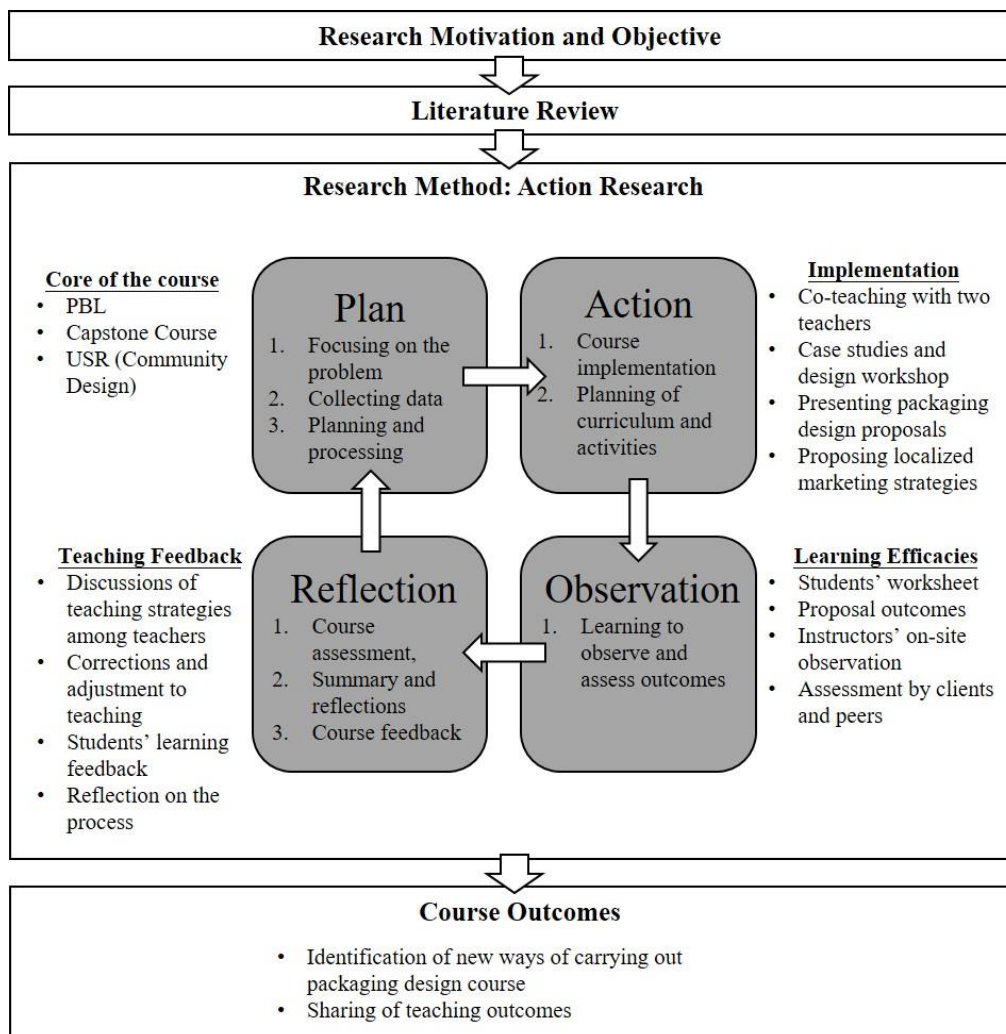 Research Motivation and Objective
Literature Review
Research Method: Action Research
Core of the course
• PBL
• Capstone Course
• USR (Community
Design)
Plan
1. Focusing on the
problem
2. Collecting data
3. Planning and
processing
Action
1. Course
implementation
2. Planning of
curriculum and
activities
Implementation
• Co-teaching with two
teachers
• Case studies and
design workshop
• Presenting packaging
design proposals
• Proposing localized
marketing strategies
Teaching Feedback
• Discussions of
teaching strategies
among teachers
• Corrections and
adjustment to
teaching
• Students’ learning
feedback
• Reflection on the
process
Reflection
1. Course
assessment,
2. Summary and
reflections
3. Course feedback
Observation
1. Learning to
observe and
assess outcomes
Learning Efficacies
• Students’ worksheet
• Proposal outcomes
• Instructors’ on-site
observation
• Assessment by clients
and peers
Course Outcomes
• Identification of new ways of carrying out
packaging design course
• Sharing of teaching outcomes